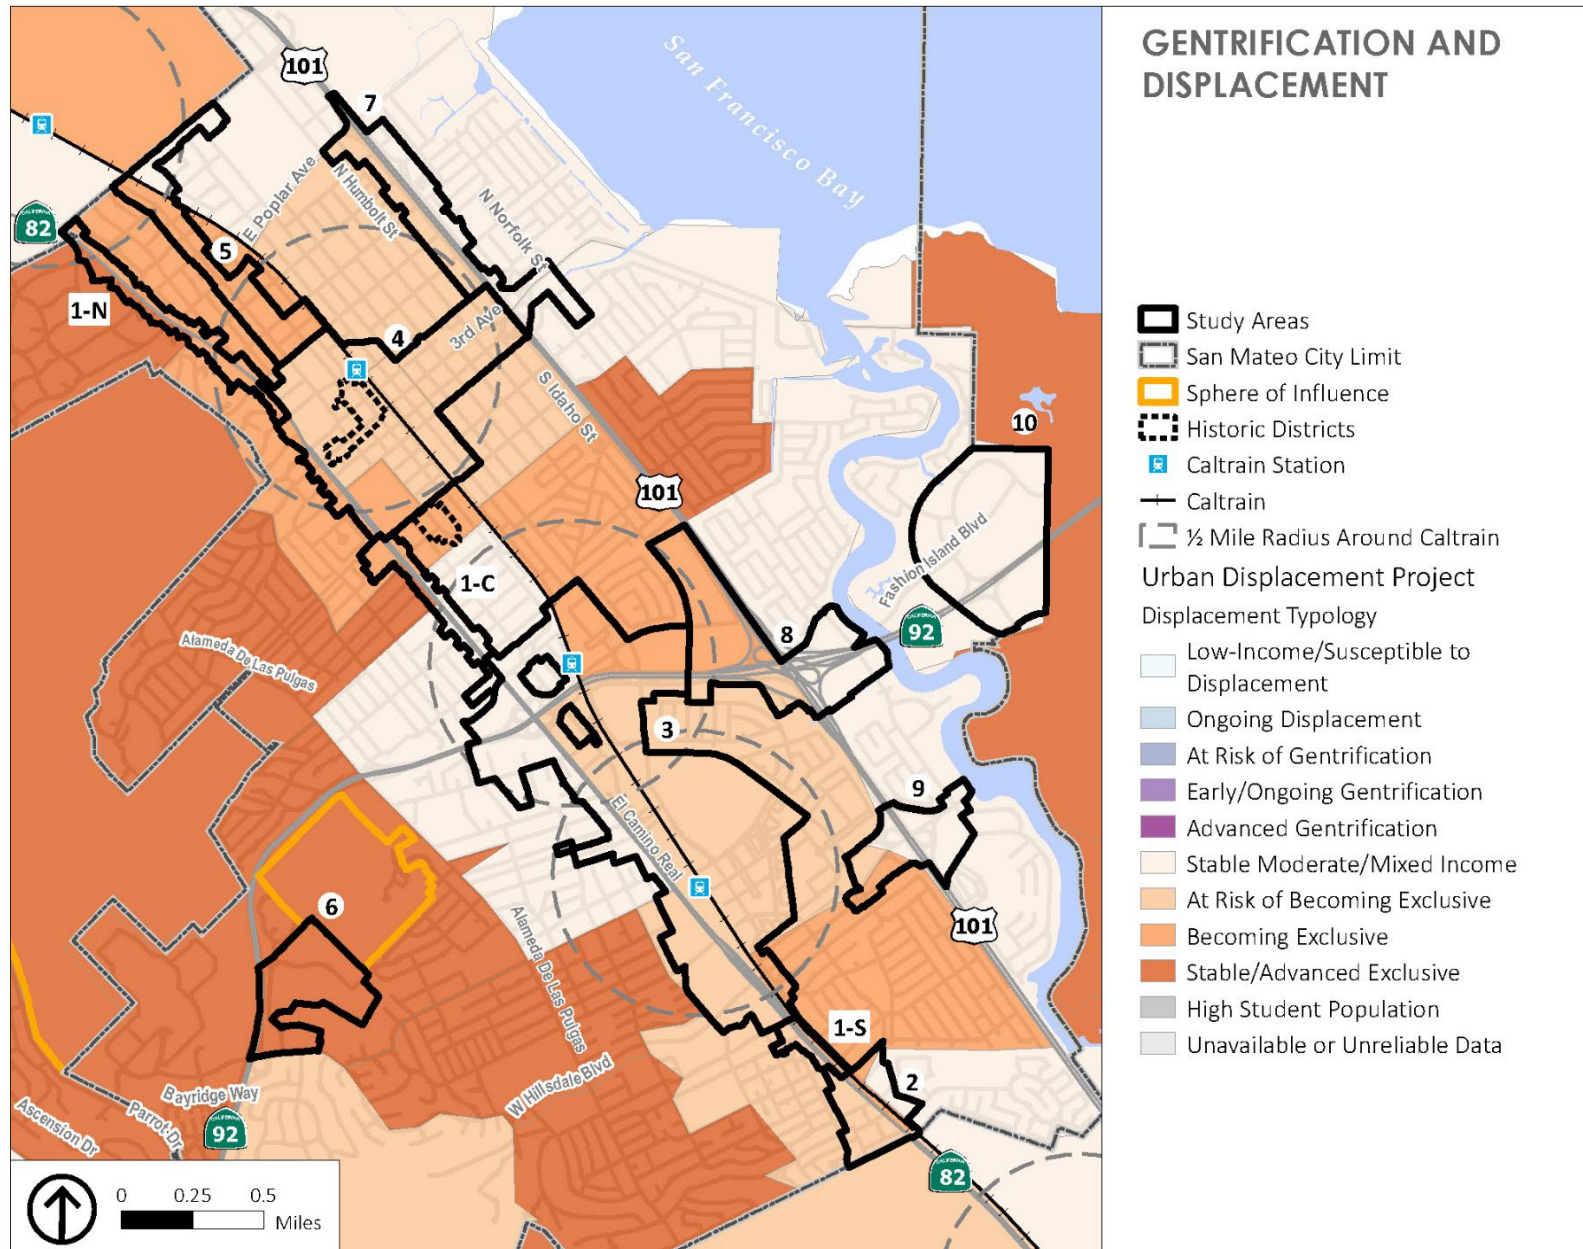 GENTRIFICATION AND
DISPLACEMENT
Study Areas
San Mateo City Limit
Sphere of Influence
Historic Districts
Caltrain Station
Caltrain
½ Mile Radius Around Caltrain
Urban Displacement Project
Displacement Typology
Low-Income/Susceptible to
Displacement
Ongoing Displacement
At Risk of Gentrification
Early/Ongoing Gentrification
Advanced Gentrification
Stable Moderate/Mixed Income
At Risk of Becoming Exclusive
Becoming Exclusive
Stable/Advanced Exclusive
High Student Population
Unavailable or Unreliable Data
101
7
San Francisco Bay
E Poplar Ave
N Humbolt St
N Norfolk St
CALIFORNIA
82
5
1-N
4
3rd Ave
S Idaho St
10
101
Fashion Island Blvd
1-C
8
CALIFORNIA
92
Alameda De Las Pulgas
3
9
El Camino Real
6
101
Alameda De Las Pulgas
1-S
W Hillsdale Blvd
2
Bayridge Way
Ascension Dr
Parrot Dr
CALIFORNIA
92
CALIFORNIA
82
0 0.25 0.5
Miles